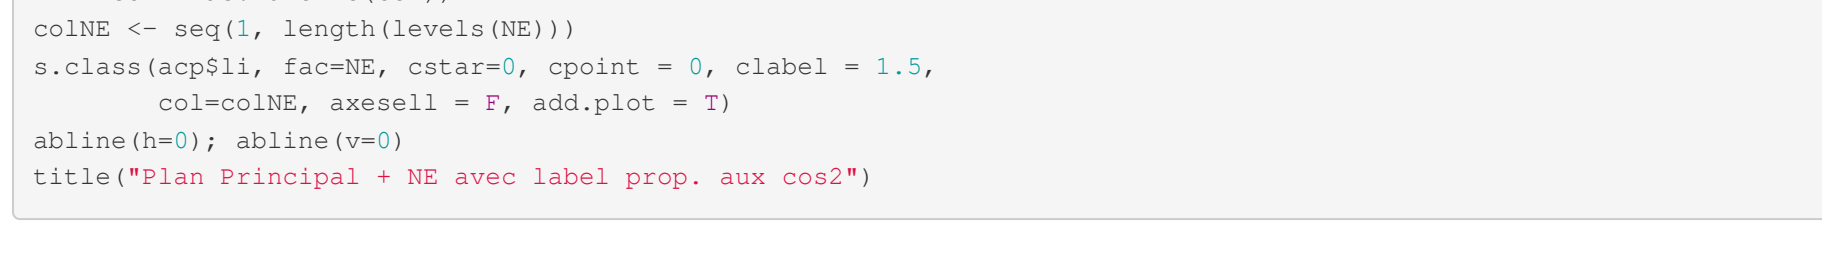 colNE <- seq(1, length(levels(NE)))
s.class(acp$li, fac=NE, cstar=0, cpoint = 0, clabel = 1.5,
        col=colNE, axesell = F, add.plot = T)
abline(h=0); abline(v=0)
title("Plan Principal + NE avec label prop. aux cos2")